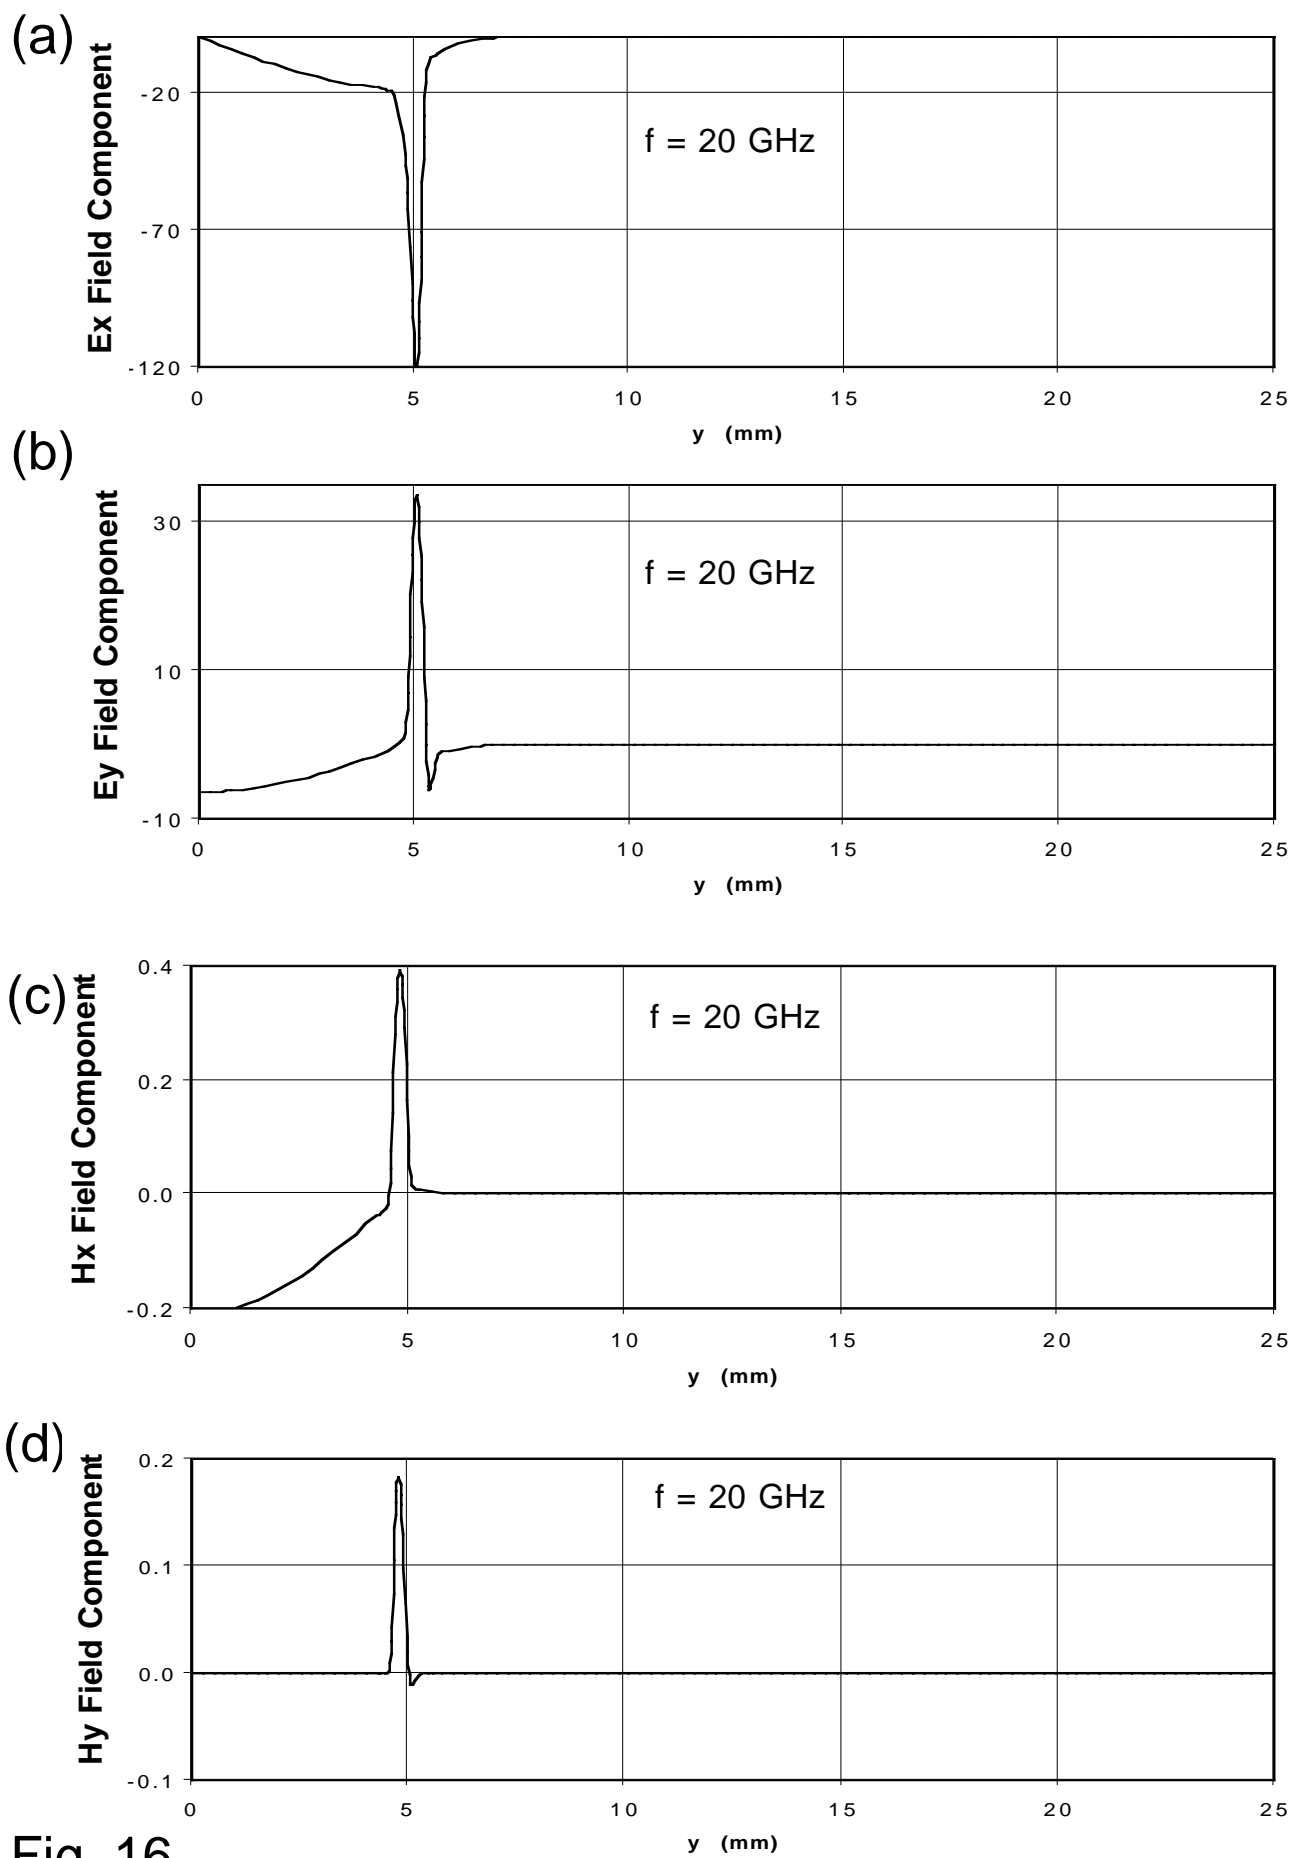 (a)
Ex Field Component
-20
-70
-120
f = 20 GHz
0 5 10 15 20 25
y (mm)
(b)
Ey Field Component
30
10
-10
f = 20 GHz
0 5 10 15 20 25
y (mm)
(c)
Hx Field Component
0.4
0.2
0.0
-0.2
f = 20 GHz
0 5 10 15 20 25
y (mm)
(d)
Hy Field Component
0.2
0.1
0.0
-0.1
f = 20 GHz
0 5 10 15 20 25
y (mm)
Fig. 16